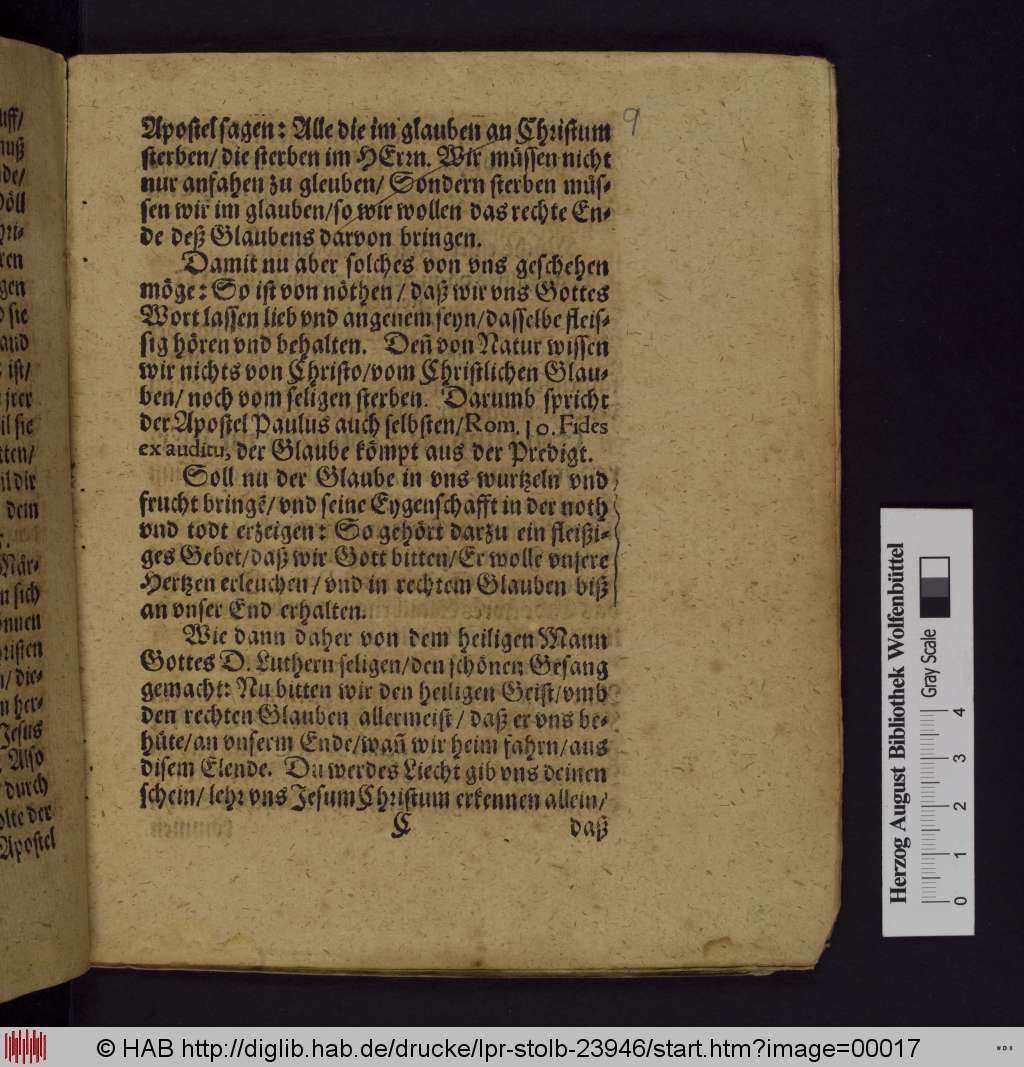 9
Apostel sagen: Alle die im glauben an Christum
sterben/ die sterben im HErrn. Wir müssen nicht
nur anfahen zu gleuben/ Sondern sterben müs-
sen wir im glauben/so wir wollen das rechte En-
de deß Glaubens darvon bringen.
Damit nu aber solches von vns geschehen
möge: So ist von nöthen/ daß wir vns Gottes
Wort lassen lieb vnd angenem seyn/dasselbe fleis-
sig hören vnd behalten. Deñ von Natur wissen
wir nichts von Christo/vom Christlichen Glau-
ben/ noch vom seligen sterben. Darumb spricht
der Apostel Paulus auch selbsten/Rom. 10. Fides
ex auditu, der Glaube kömpt aus der Predigt.
Soll nu der Glaube in vns wurtzeln vnd
frucht bringē/ vnd seine Eygenschafft in der noth
vnd todt erzeigen: So gehört darzu ein fleißi-
ges Gebet/daß wir Gott bitten/Er wolle vnsere
Hertzen erleuchen/ vnd in rechtem Glauben biß
an vnser End erhalten.
Wie dann daher von dem heiligen Mann
Gottes D. Luthern seligen/den schönen Gesang
gemacht: Nu bitten wir den heiligen Geist/vmb
den rechten Glauben allermeist/ daß er vns be-
hüte/an vnserm Ende/wañ wir heim fahrn/aus
disem Elende. Du werdes Liecht gib vns deinen
schein/ lehr vns Jesum Christum erkennen allein/
C daß
Herzog August Bibliothek Wolfenbüttel
Gray Scale
0 1 2 3 4
© HAB http://diglib.hab.de/drucke/lpr-stolb-23946/start.htm?image=00017